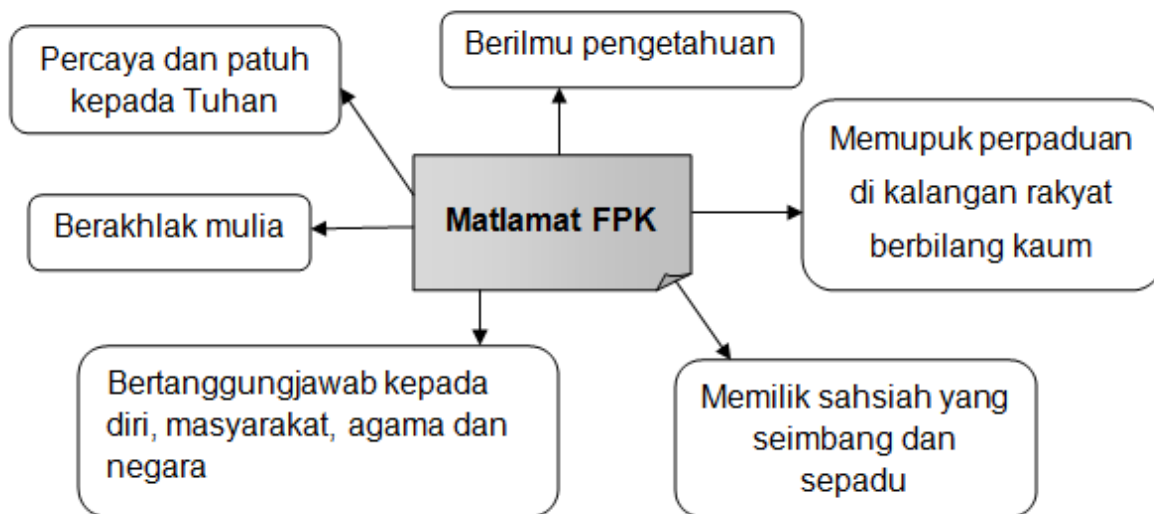 Percaya dan patuh
kepada Tuhan
Berilmu pengetahuan
Memupuk perpaduan
di kalangan rakyat
berbilang kaum
Berakhlak mulia
Matlamat FPK
Bertanggungjawab kepada
diri, masyarakat, agama dan
negara
Memilik sahsiah yang
seimbang dan
sepadu